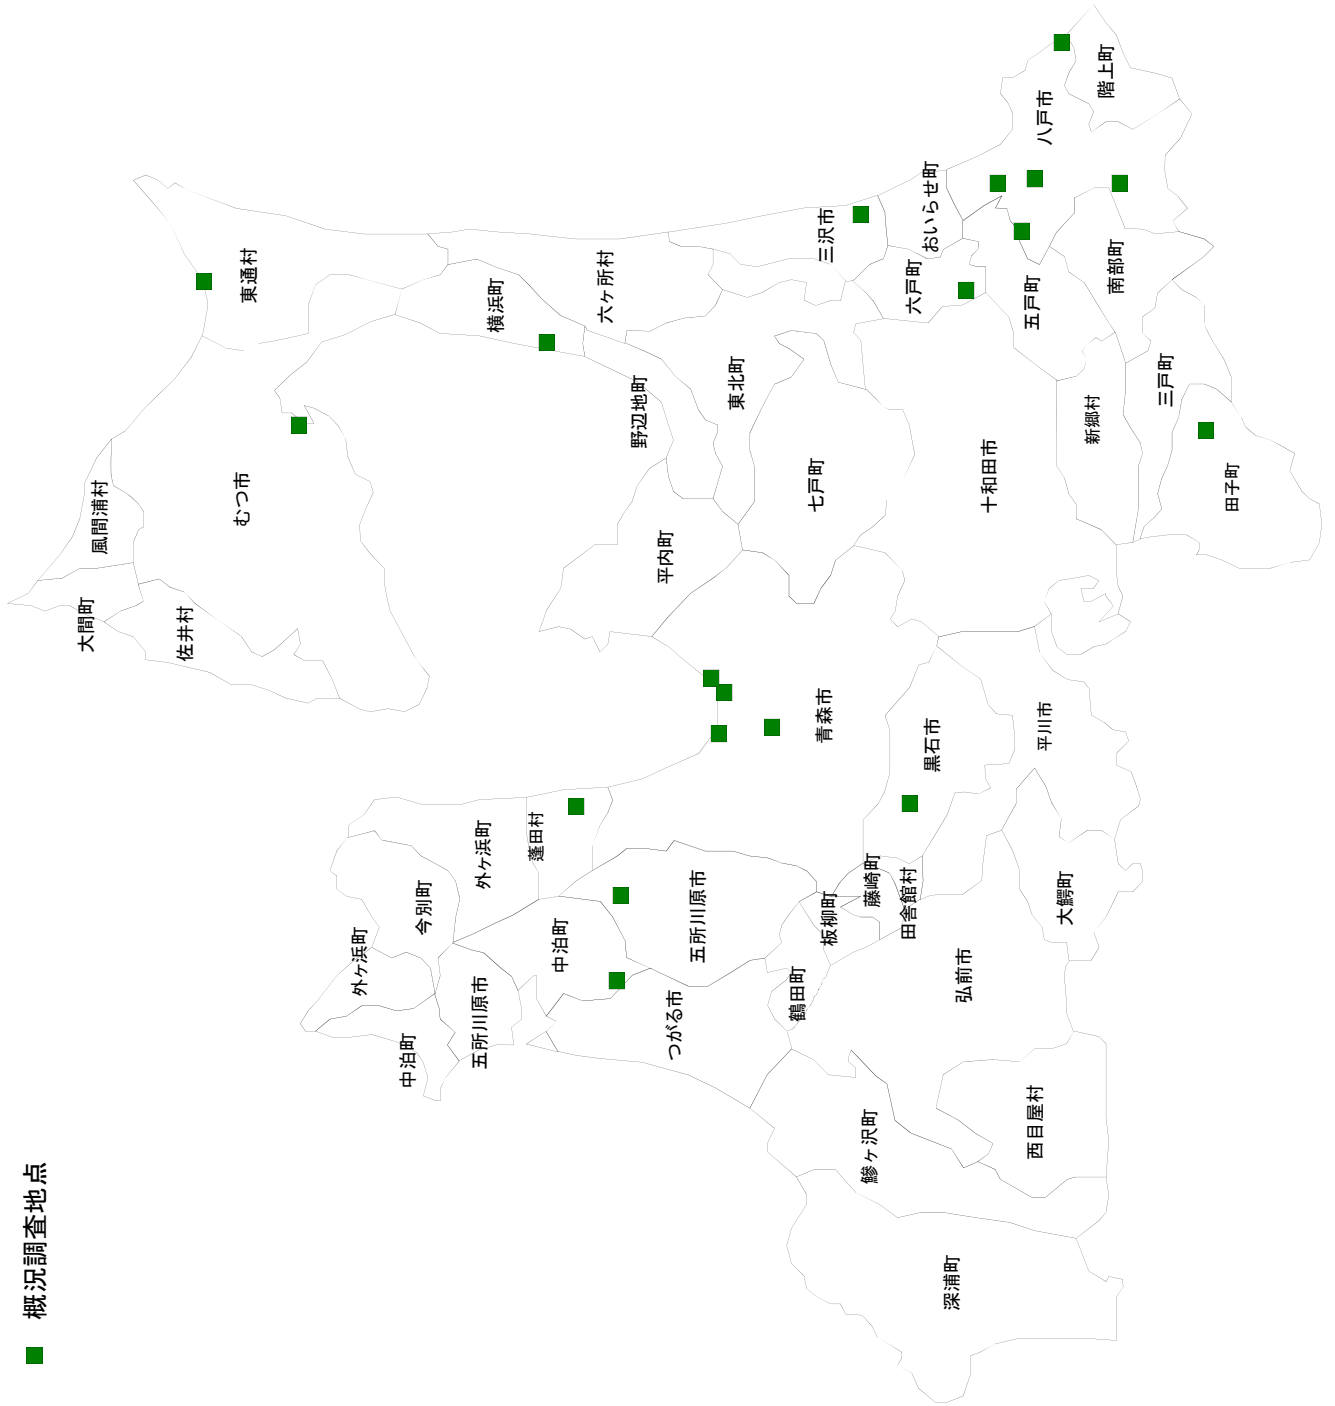 概況調査地点
大間町
風間浦村
佐井村
むつ市
東通村
横浜町
六ヶ所村
野辺地町
東北町
三沢市
おいらせ町
六戸町
八戸市
階上町
五戸町
南部町
三戸町
新郷村
田子町
七戸町
十和田市
平内町
青森市
黒石市
平川市
外ヶ浜町
蓬田村
今別町
外ヶ浜町
中泊町
五所川原市
中泊町
五所川原市
つがる市
板柳町
鶴田町
藤崎町
田舎館村
大鰐町
弘前市
西目屋村
鰺ヶ沢町
深浦町